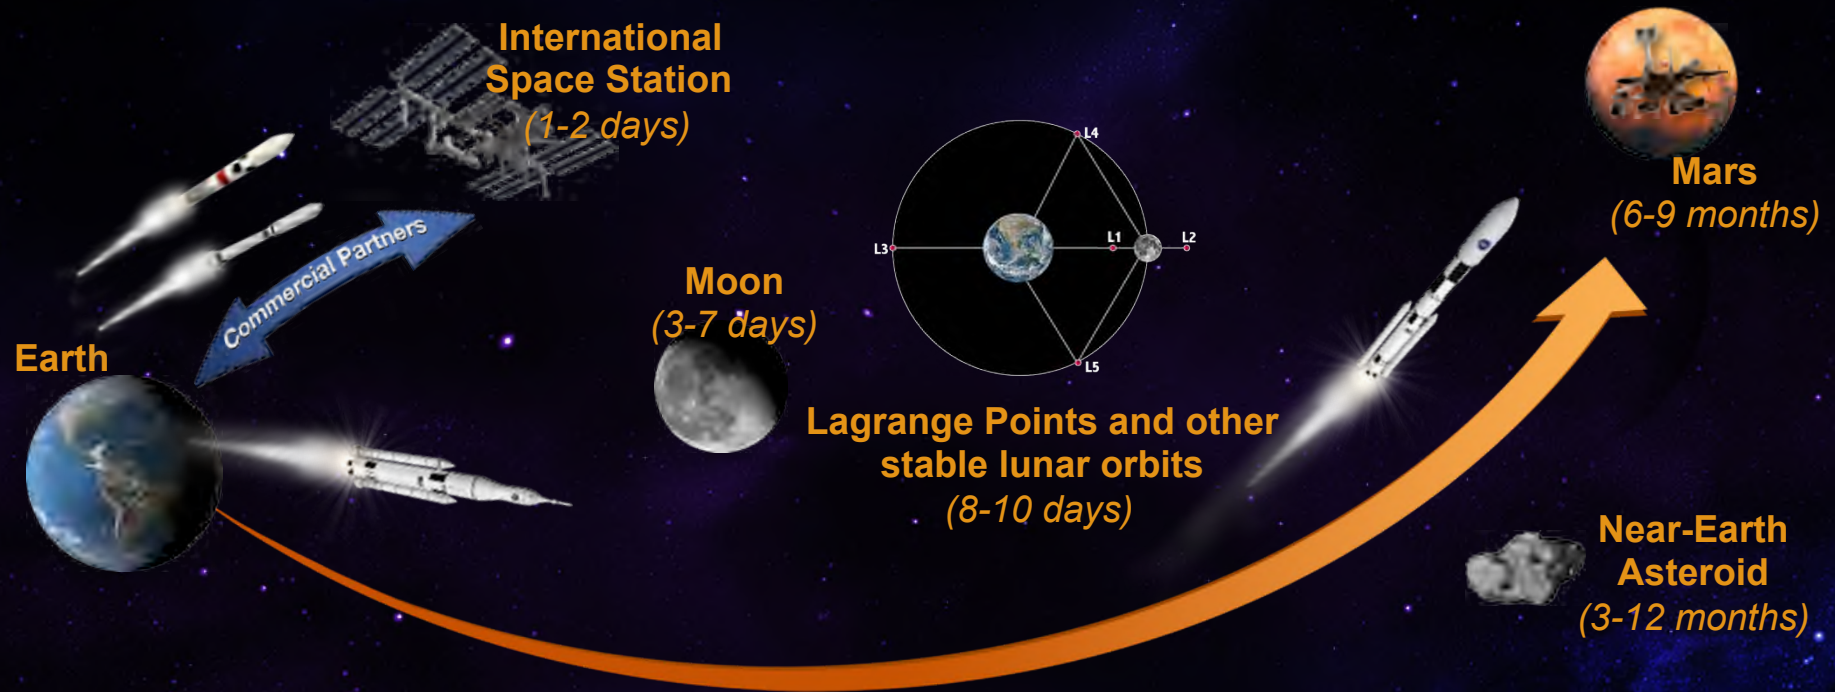 International
Space Station
(1-2 days)
Commercial Partners
Earth
Moon
(3-7 days)
L4
L3
L1
L2
L5
Lagrange Points and other
stable lunar orbits
(8-10 days)
Mars
(6-9 months)
Near-Earth
Asteroid
(3-12 months)